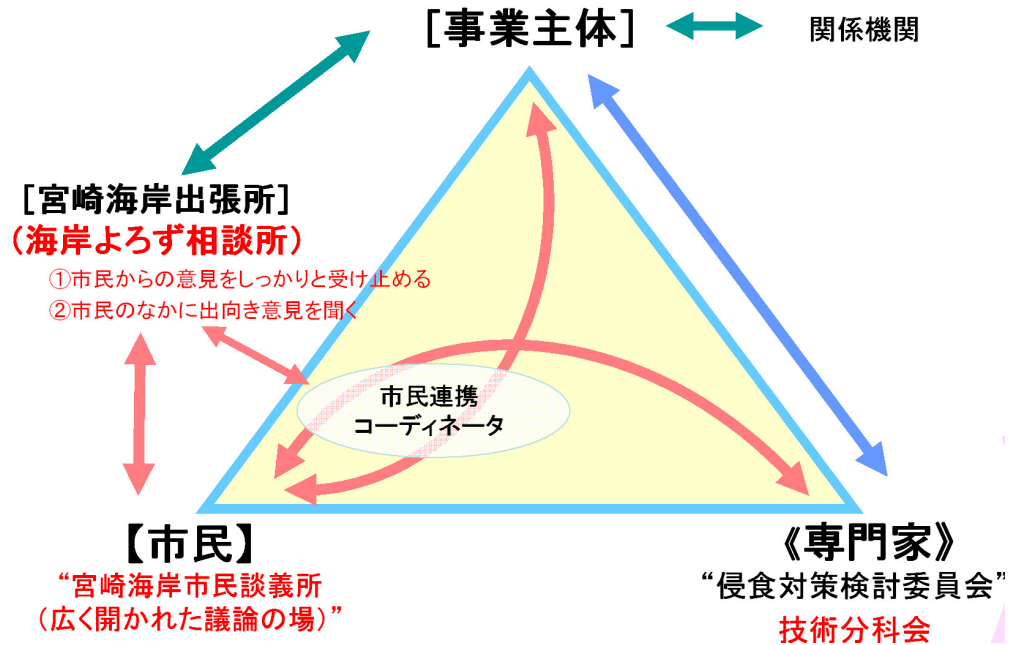 [事業主体]
関係機関
[宮崎海岸出張所]
(海岸よろず相談所)
①市民からの意見をしっかりと受け止める
②市民のなかに出向き意見を聞く
市民連携
コーディネータ
【市民】
“宮崎海岸市民談義所
(広く開かれた議論の場)”
《専門家》
“侵食対策検討委員会”
技術分科会